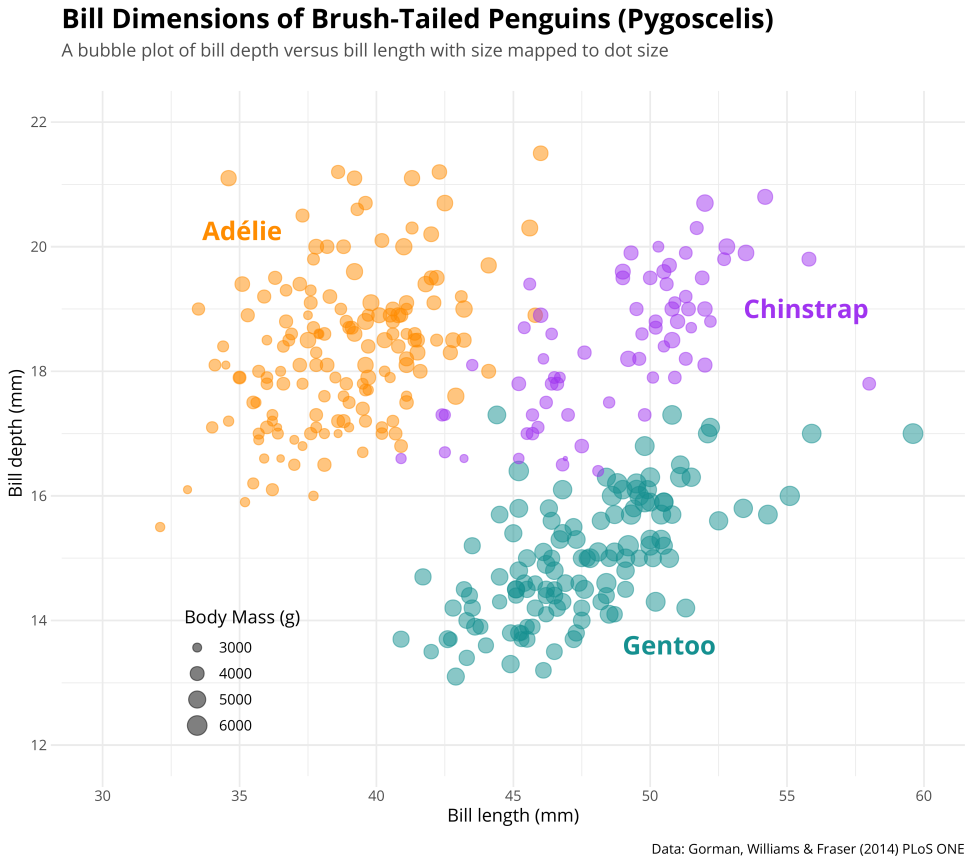 Bill Dimensions of Brush-Tailed Penguins (Pygoscelis)
A bubble plot of bill depth versus bill length with size mapped to dot size
22
20
18
16
14
12
Bill depth (mm)
Adélie
Chinstrap
Gentoo
Body Mass (g)
3000
4000
5000
6000
30 35 40 45 50 55 60
Bill length (mm)
Data: Gorman, Williams & Fraser (2014) PLoS ONE